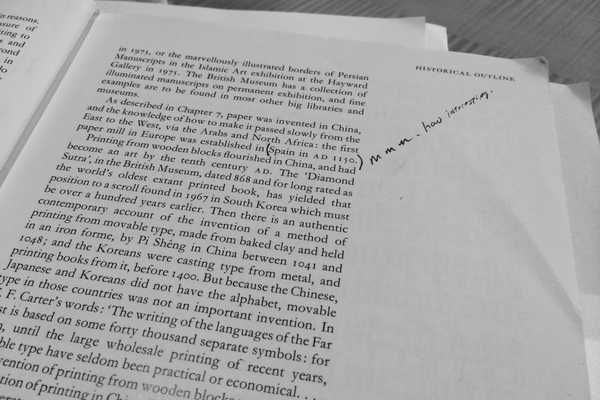 n reasons,
asure of
iting to
s and
cond
in
do
HISTORICAL OUTLINE
in 1971, or the marvellously illustrated borders of Persian
Manuscripts in the Islamic Art exhibition at the Hayward
Gallery in 1975. The British Museum has a collection of
illuminated manuscripts on permanent exhibition, and fine
examples are to be found in most other big libraries and
museums.
As described in Chapter 7, paper was invented in China,
and the knowledge of how to make it passed slowly from the
East to the West, via the Arabs and North Africa: the first
paper mill in Europe was established in (Spain in AD 1150.)
mmm. how interesting.
Printing from wooden blocks flourished in China, and had
become an art by the tenth century AD. The 'Diamond
Sutra', in the British Museum, dated 868 and for long rated as
the world's oldest extant printed book, has yielded that
position to a scroll found in 1967 in South Korea which must
be over a hundred years earlier. Then there is an authentic
contemporary account of the invention of a method of
printing from movable type, made from baked clay and held
in an iron forme, by Pi Shêng in China between 1041 and
1048; and the Koreans were casting type from metal, and
printing books from it, before 1400. But because the Chinese,
Japanese and Koreans did not have the alphabet, movable
type in those countries was not an important invention. In
. F. Carter's words: 'The writing of the languages of the Far
st is based on some forty thousand separate symbols: for
, until the large wholesale printing of recent years,
ble type have seldom been practical or economical. . .
vention of printing from wooden blocks
tion of printing in Chin